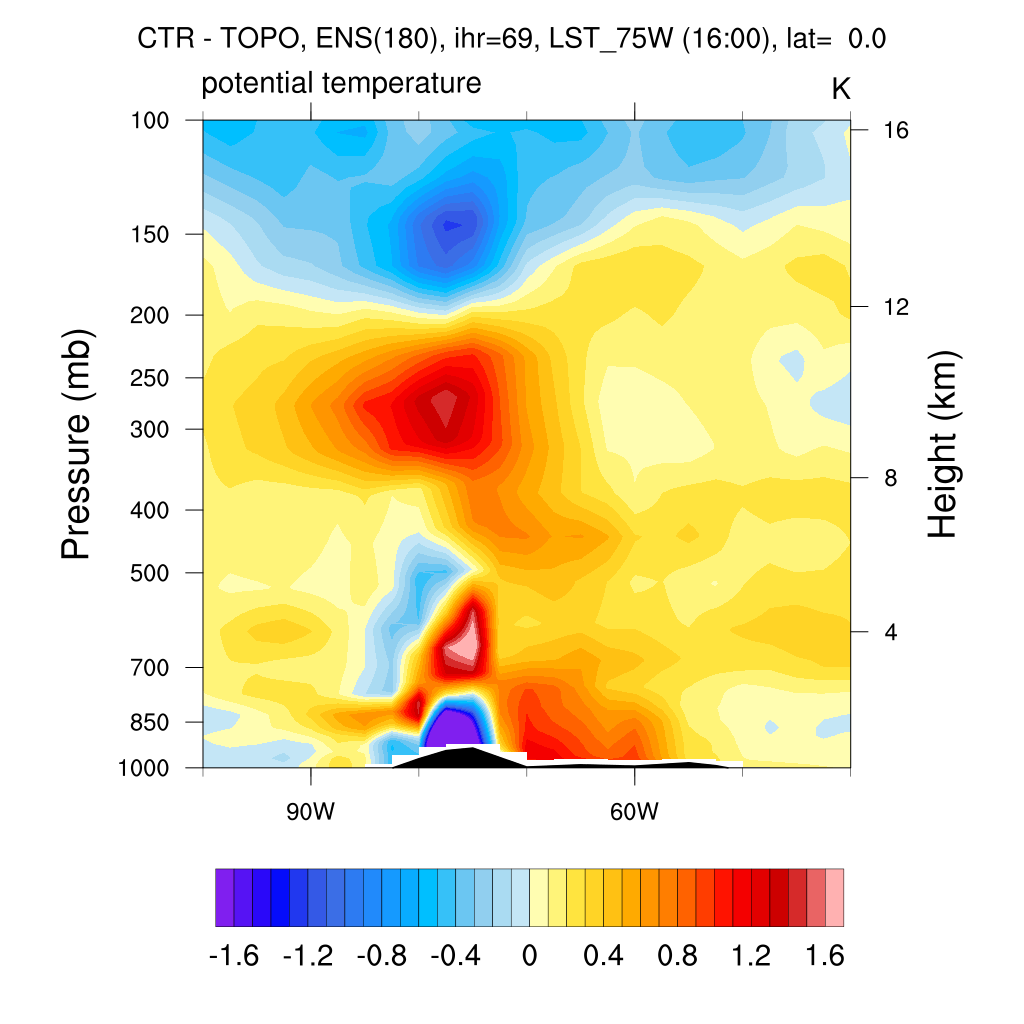 CTR - TOPO, ENS(180), ihr=69, LST_75W (16:00), lat=  0.0
potential temperature
K
100
150
200
250
300
400
500
700
850
1000
Pressure (mb)
16
12
8
4
Height (km)
90W
60W
-1.6 -1.2 -0.8 -0.4 0 0.4 0.8 1.2 1.6